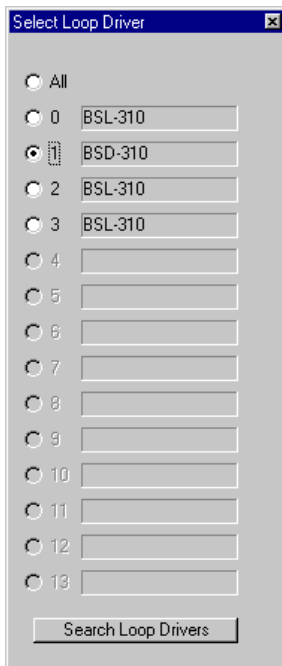 Select Loop Driver
All
0 BSL-310
1 BSD-310
2 BSL-310
3 BSL-310
4
5
6
7
8
9
10
11
12
13
Search Loop Drivers